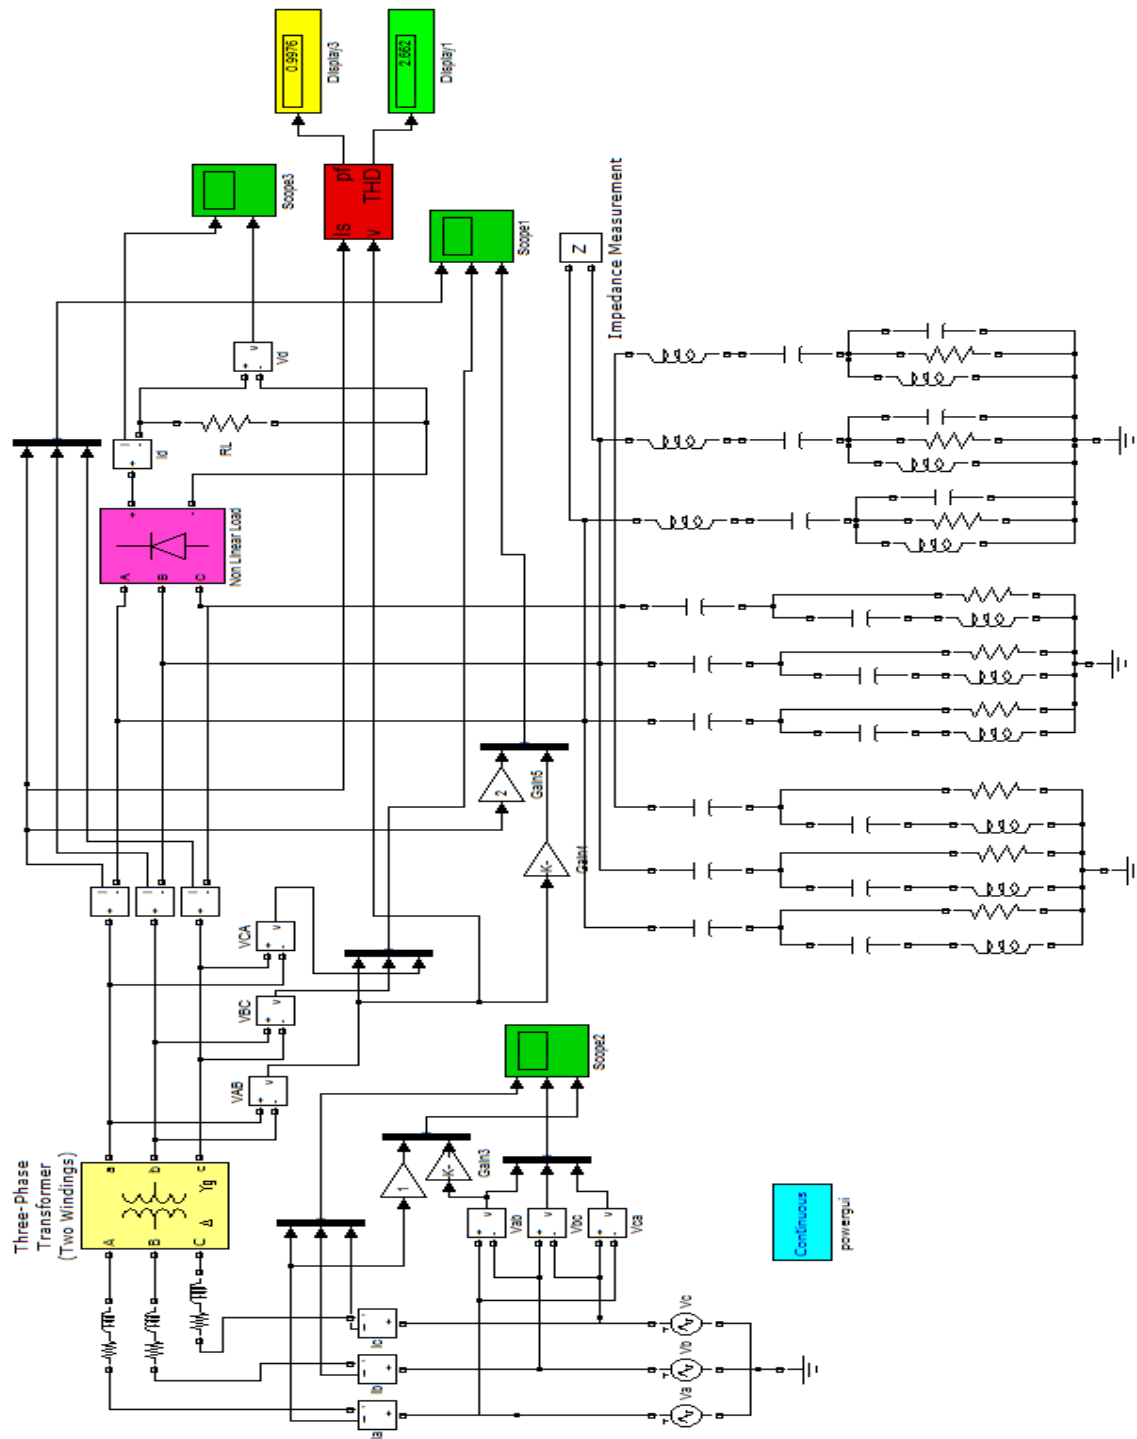 Three-Phase
Transformer
(Two Windings)
A
B
C
a
b
c
Δ
Yg
Ia
Ib
Ic
Va
Vb
Vc
Vab
Vbc
Vca
1
-K-
Gain3
Scope2
Continuous
powergui
VAB
VBC
VCA
-K-
Gain4
2
Gain5
A
B
C
Non Linear Load
Id
RL
Vd
Scope3
Is
v
pf
THD
0.9976
Display3
2.662
Display1
Scope1
Z
Impedance Measurement